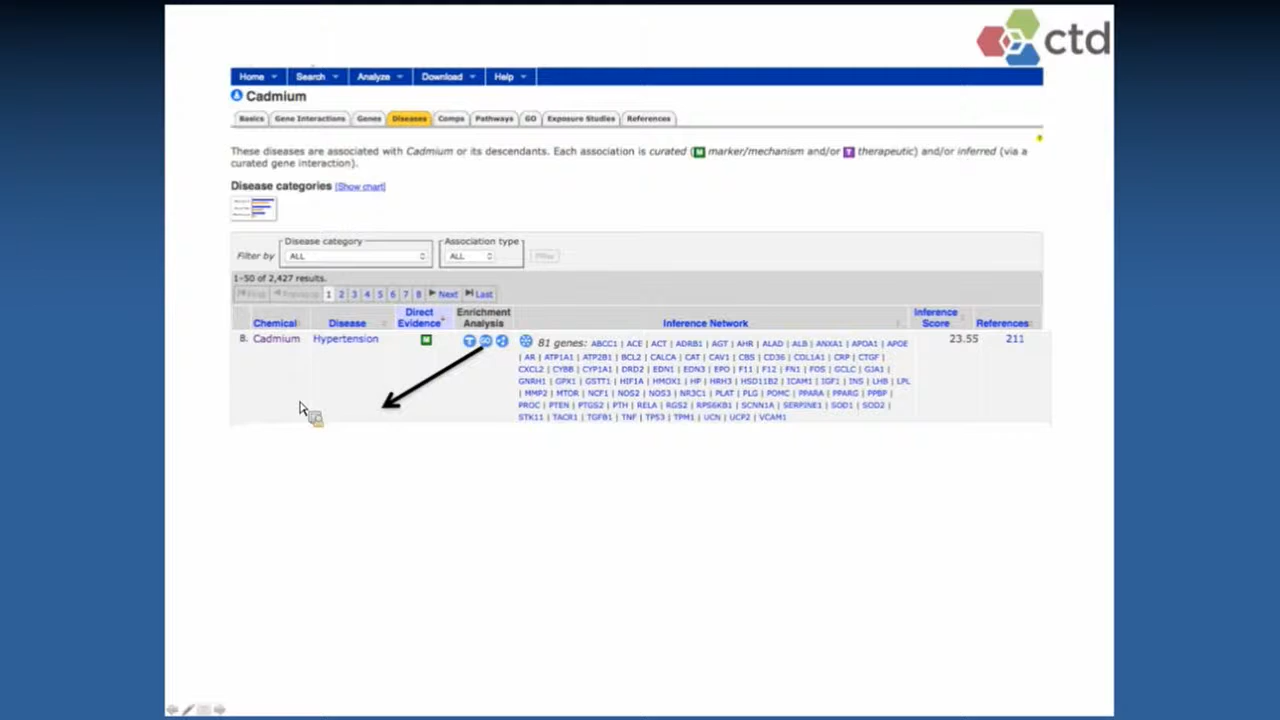 ctd
Home Search Analyze Download Help
Cadmium
Basics Gene Interactions Genes Diseases Comps Pathways GO Exposure Studies References
These diseases are associated with Cadmium or its descendants. Each association is curated (M marker/mechanism and/or T therapeutic) and/or inferred (via a
curated gene interaction).
Disease categories [Show chart]
Disease category Association type
Filter by ALL ALL Filter
1–50 of 2,427 results.
First Previous 1 2 3 4 5 6 7 8 Next Last
Chemical Disease Direct Evidence Enrichment Analysis Inference Network Inference Score References
8. Cadmium Hypertension M T GO 81 genes: ABCC1 | ACE | ACT | ADRB1 | AGT | AHR | ALAD | ALB | ANXA1 | APOA1 | APOE 23.55 211
| AR | ATP1A1 | ATP2B1 | BCL2 | CALCA | CAT | CAV1 | CBS | CD36 | COL1A1 | CRP | CTGF |
CXCL2 | CYBB | CYP1A1 | DRD2 | EDN1 | EDN3 | EPO | F11 | F12 | FN1 | FOS | GCLC | GJA1 |
GNRH1 | GPX1 | GSTT1 | HIF1A | HMOX1 | HP | HRH3 | HSD11B2 | ICAM1 | IGF1 | INS | LHB | LPL
| MMP2 | MTOR | NCF1 | NOS2 | NOS3 | NR3C1 | PLAT | PLG | POMC | PPARA | PPARG | PPBP |
PROC | PTEN | PTGS2 | PTH | RELA | RGS2 | RPS6KB1 | SCNN1A | SERPINE1 | SOD1 | SOD2 |
STK11 | TACR1 | TGFB1 | TNF | TP53 | TPM1 | UCN | UCP2 | VCAM1